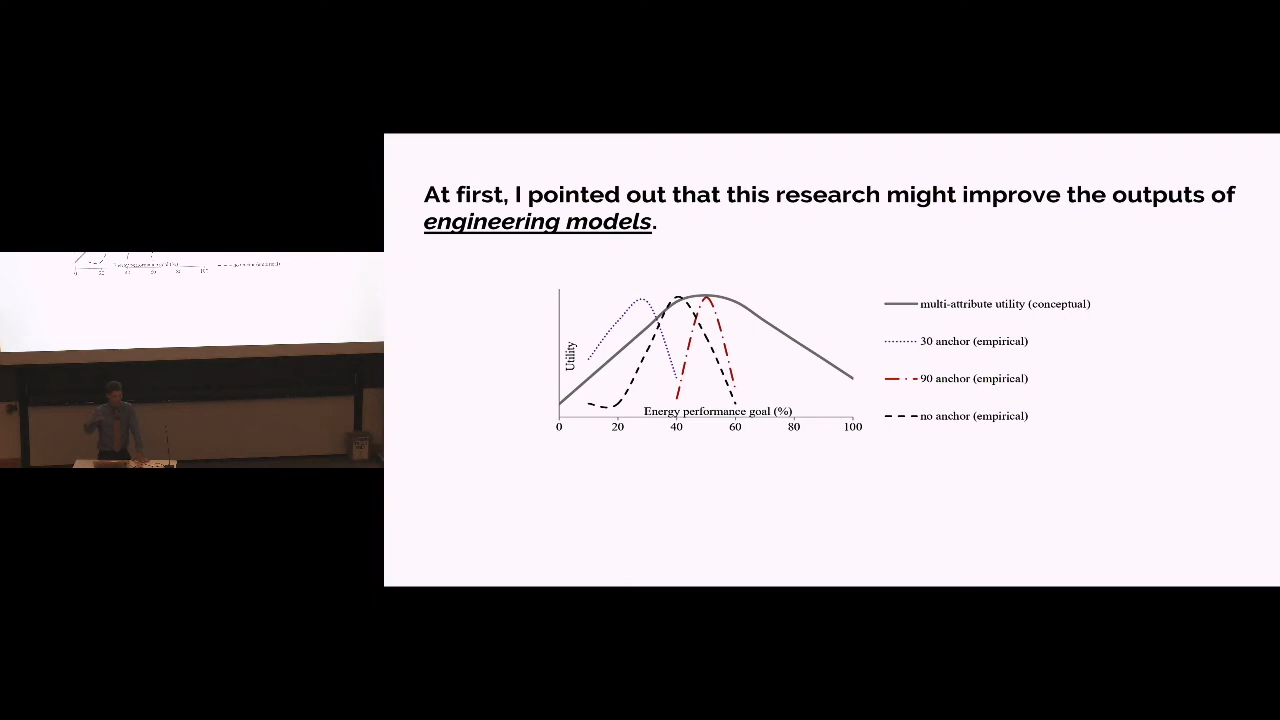 At first, I pointed out that this research might improve the outputs of
engineering models.
Utility
Energy performance goal (%)
0 20 40 60 80 100
multi-attribute utility (conceptual)
30 anchor (empirical)
90 anchor (empirical)
no anchor (empirical)